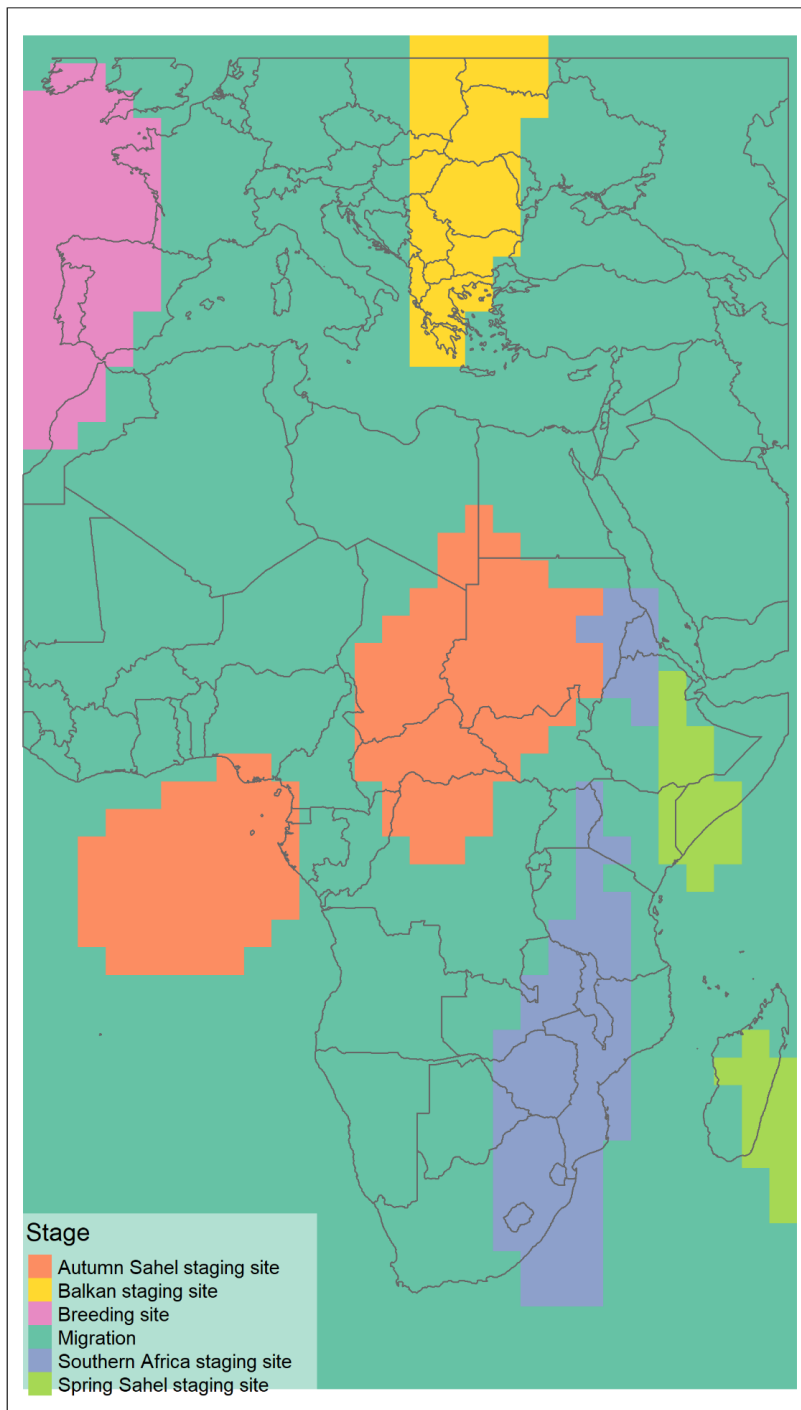 Stage
Autumn Sahel staging site
Balkan staging site
Breeding site
Migration
Southern Africa staging site
Spring Sahel staging site